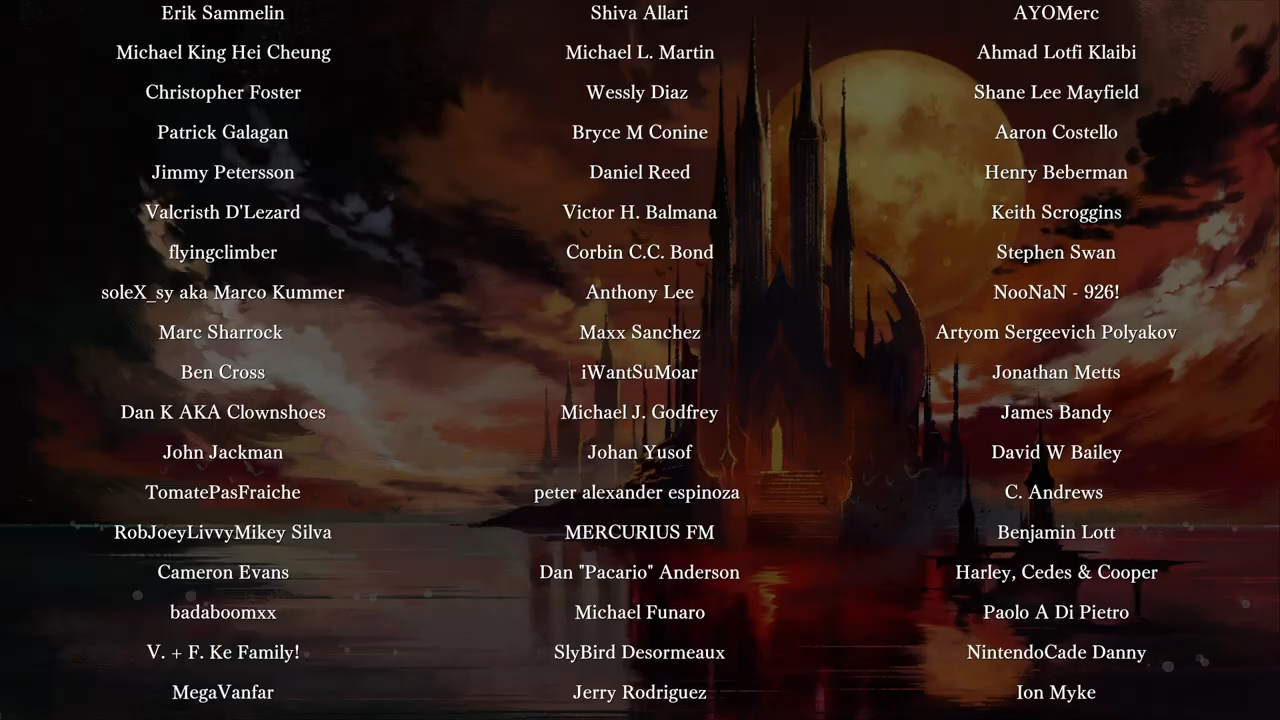 Erik Sammelin
Shiva Allari
AYOMerc
Michael King Hei Cheung
Michael L. Martin
Ahmad Lotfi Klaibi
Christopher Foster
Wessly Diaz
Shane Lee Mayfield
Patrick Galagan
Bryce M Conine
Aaron Costello
Jimmy Petersson
Daniel Reed
Henry Beberman
Valcristh D'Lezard
Victor H. Balmana
Keith Scroggins
flyingclimber
Corbin C.C. Bond
Stephen Swan
soleX_sy aka Marco Kummer
Anthony Lee
NooNaN - 926!
Marc Sharrock
Maxx Sanchez
Artyom Sergeevich Polyakov
Ben Cross
iWantSuMoar
Jonathan Metts
Dan K AKA Clownshoes
Michael J. Godfrey
James Bandy
John Jackman
Johan Yusof
David W Bailey
TomatePasFraiche
peter alexander espinoza
C. Andrews
RobJoeyLivvyMikey Silva
MERCURIUS FM
Benjamin Lott
Cameron Evans
Dan "Pacario" Anderson
Harley, Cedes & Cooper
badaboomxx
Michael Funaro
Paolo A Di Pietro
V. + F. Ke Family!
SlyBird Desormeaux
NintendoCade Danny
MegaVanfar
Jerry Rodriguez
Ion Myke